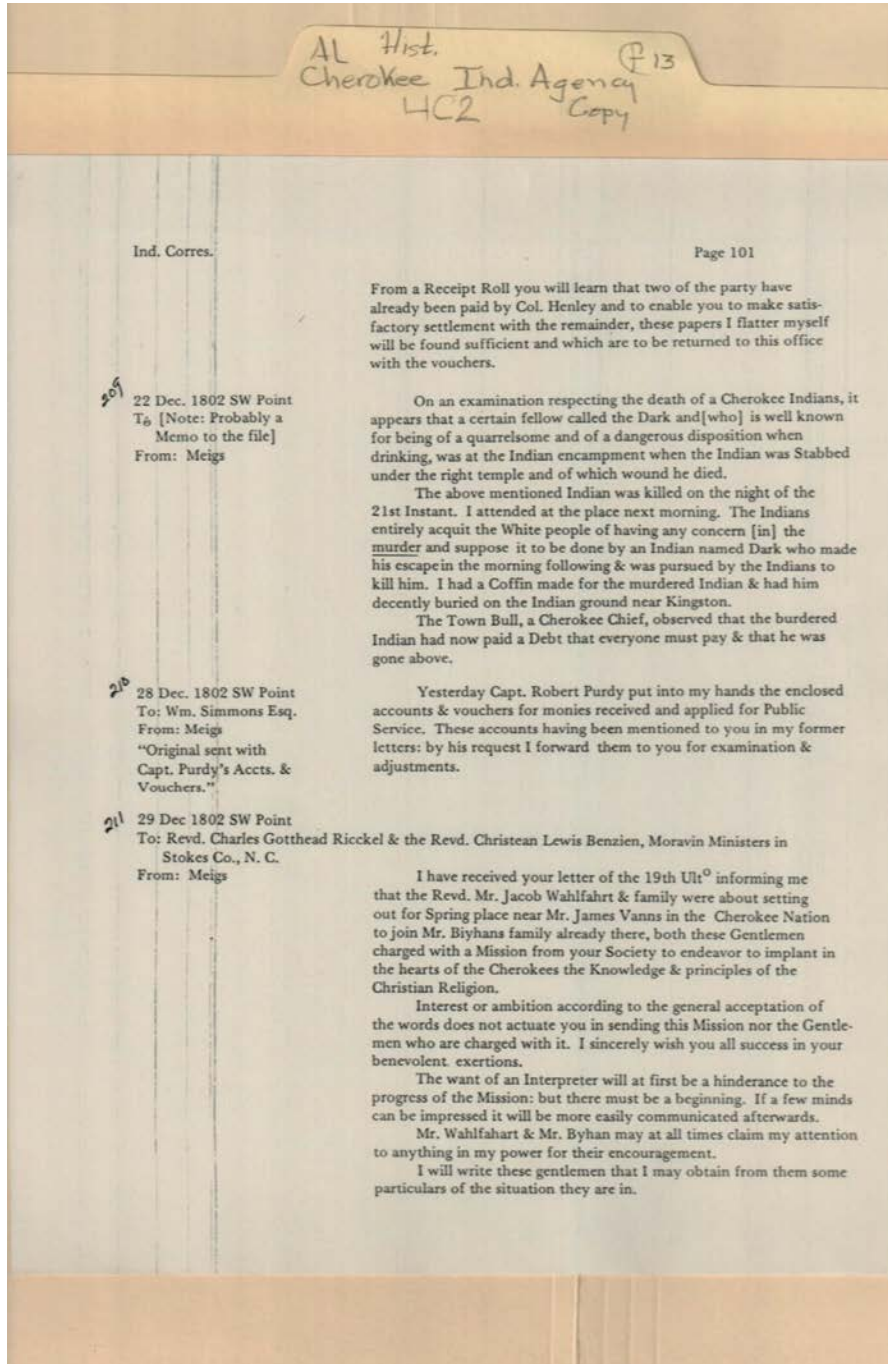 AL Hist.
Cherokee Ind. Agency
4C2 Copy
F 13
Ind. Corres. Page 101
From a Receipt Roll you will learn that two of the party have
already been paid by Col. Henley and to enable you to make satis-
factory settlement with the remainder, these papers I flatter myself
will be found sufficient and which are to be returned to this office
with the vouchers.
209
22 Dec. 1802 SW Point
To [Note: Probably a
Memo to the file]
From: Meigs
On an examination respecting the death of a Cherokee Indians, it
appears that a certain fellow called the Dark and[who] is well known
for being of a quarrelsome and of a dangerous disposition when
drinking, was at the Indian encampment when the Indian was Stabbed
under the right temple and of which wound he died.
The above mentioned Indian was killed on the night of the
21st Instant. I attended at the place next morning. The Indians
entirely acquit the White people of having any concern [in] the
murder and suppose it to be done by an Indian named Dark who made
his escapein the morning following & was pursued by the Indians to
kill him. I had a Coffin made for the murdered Indian & had him
decently buried on the Indian ground near Kingston.
The Town Bull, a Cherokee Chief, observed that the burdered
Indian had now paid a Debt that everyone must pay & that he was
gone above.
210
28 Dec. 1802 SW Point
To: Wm. Simmons Esq.
From: Meigs
"Original sent with
Capt. Purdy's Accts. &
Vouchers."
Yesterday Capt. Robert Purdy put into my hands the enclosed
accounts & vouchers for monies received and applied for Public
Service. These accounts having been mentioned to you in my former
letters: by his request I forward them to you for examination &
adjustments.
211
29 Dec 1802 SW Point
To: Revd. Charles Gotthead Ricckel & the Revd. Christean Lewis Benzien, Moravin Ministers in
Stokes Co., N. C.
From: Meigs
I have received your letter of the 19th Ult° informing me
that the Revd. Mr. Jacob Wahlfahrt & family were about setting
out for Spring place near Mr. James Vanns in the Cherokee Nation
to join Mr. Biyhans family already there, both these Gentlemen
charged with a Mission from your Society to endeavor to implant in
the hearts of the Cherokees the Knowledge & principles of the
Christian Religion.
Interest or ambition according to the general acceptation of
the words does not actuate you in sending this Mission nor the Gentle-
men who are charged with it. I sincerely wish you all success in your
benevolent exertions.
The want of an Interpreter will at first be a hinderance to the
progress of the Mission: but there must be a beginning. If a few minds
can be impressed it will be more easily communicated afterwards.
Mr. Wahlfahart & Mr. Byhan may at all times claim my attention
to anything in my power for their encouragement.
I will write these gentlemen that I may obtain from them some
particulars of the situation they are in.